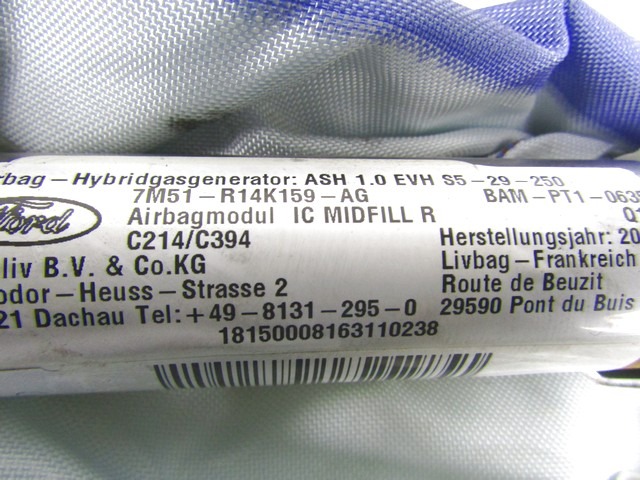 rbag – Hybridgasgenerator: ASH 1.0 EVH S5-29-250
7M51-R14K159-AG BAM-PT1-063
Ford Airbagmodul IC MIDFILL R
C214/C394 Herstellungsjahr: 20
liv B.V. & Co.KG Livbag – Frankreich
odor – Heuss – Strasse 2 Route de Beuzit
21 Dachau Tel:+49-8131-295-0 29590 Pont du Buis
18150008163110238